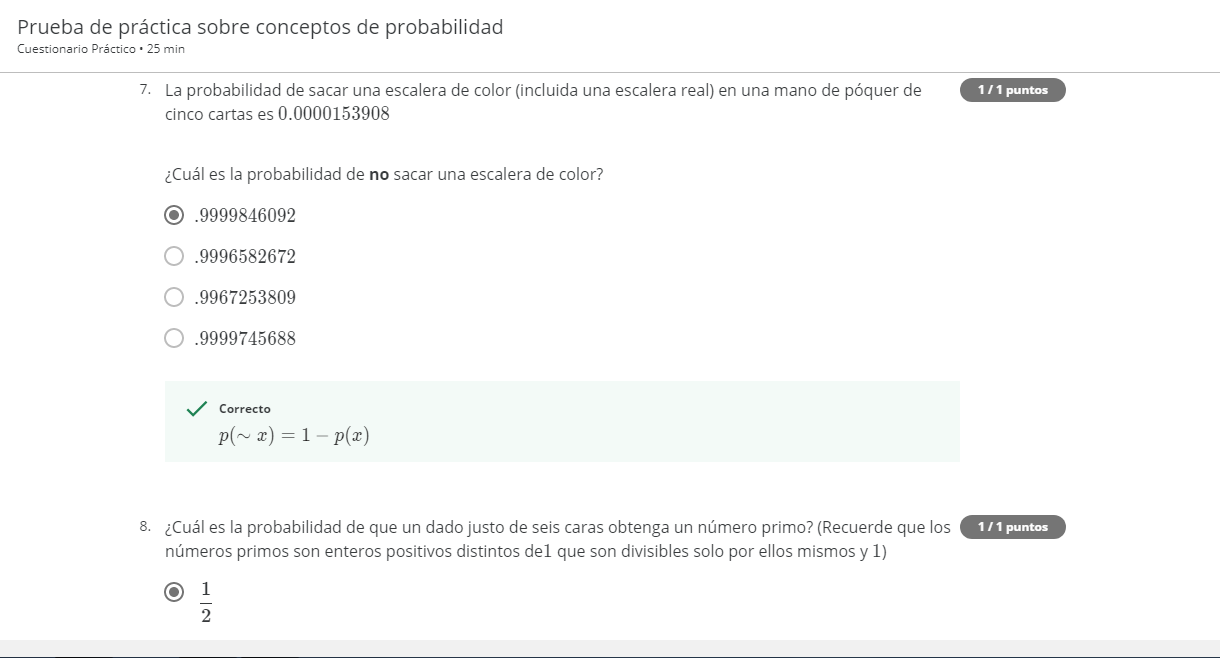 Prueba de práctica sobre conceptos de probabilidad
Cuestionario Práctico • 25 min
7. La probabilidad de sacar una escalera de color (incluida una escalera real) en una mano de póquer de
cinco cartas es 0.0000153908
1 / 1 puntos
¿Cuál es la probabilidad de no sacar una escalera de color?
.9999846092
.9996582672
.9967253809
.9999745688
Correcto
p(∼ x) = 1 − p(x)
8. ¿Cuál es la probabilidad de que un dado justo de seis caras obtenga un número primo? (Recuerde que los
números primos son enteros positivos distintos de1 que son divisibles solo por ellos mismos y 1)
1 / 1 puntos
1
2